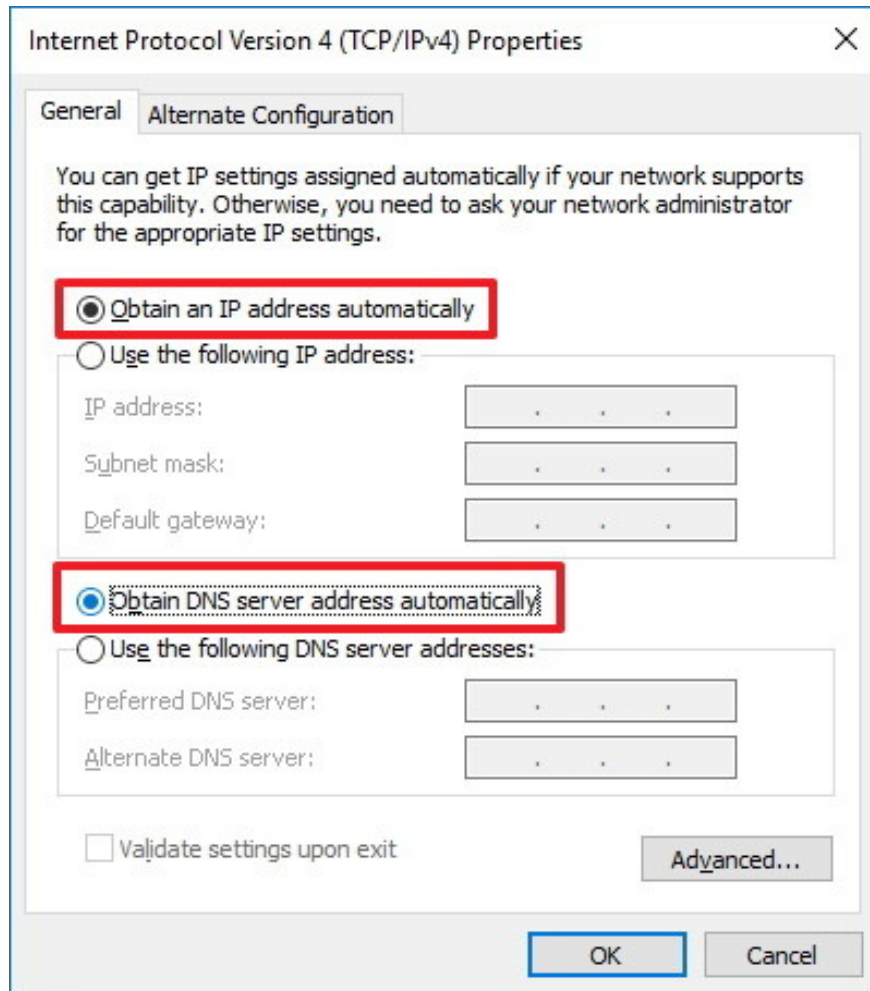 Internet Protocol Version 4 (TCP/IPv4) Properties
General
Alternate Configuration
You can get IP settings assigned automatically if your network supports
this capability. Otherwise, you need to ask your network administrator
for the appropriate IP settings.
Obtain an IP address automatically
Use the following IP address:
IP address:
Subnet mask:
Default gateway:
Obtain DNS server address automatically
Use the following DNS server addresses:
Preferred DNS server:
Alternate DNS server:
Validate settings upon exit
Advanced...
OK
Cancel